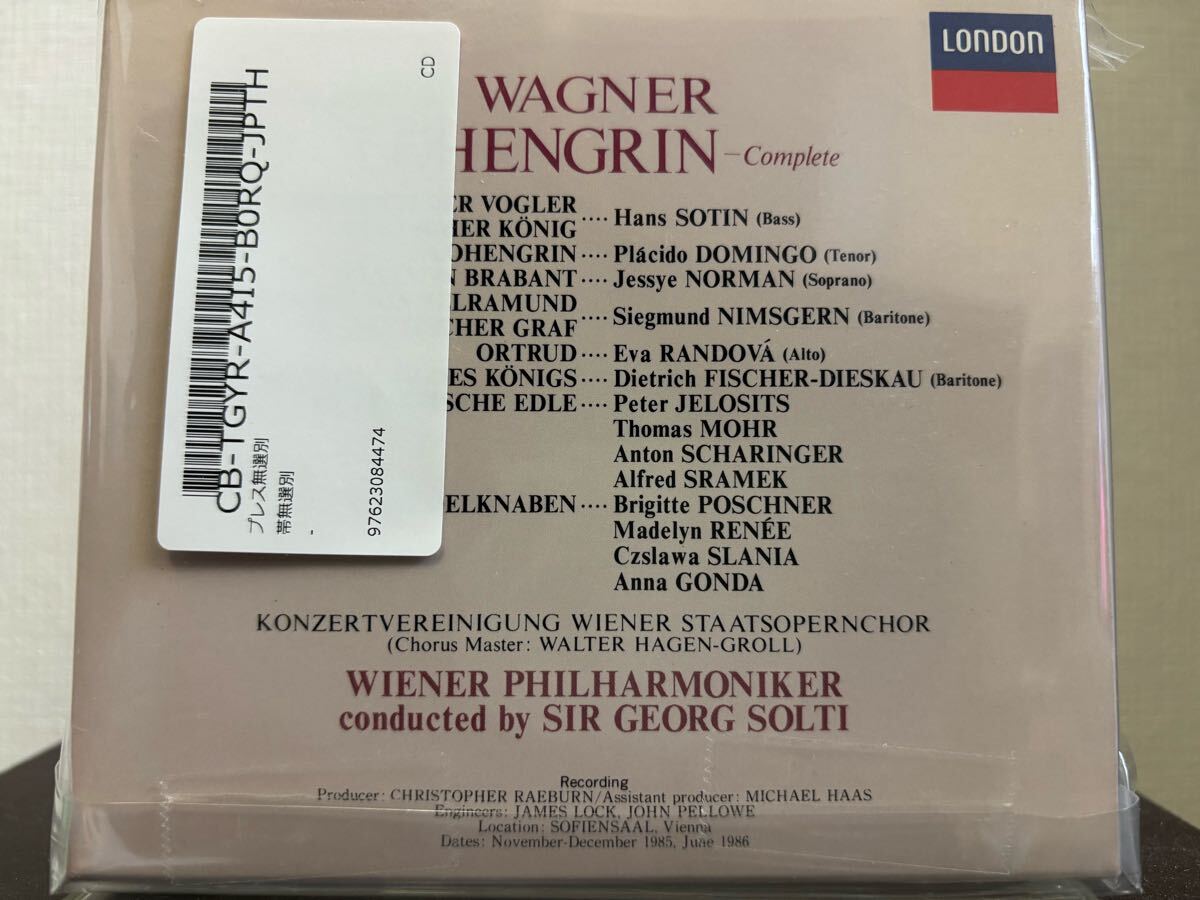 LONDON
WAGNER
HENGRIN –Complete
ER VOGLER
HER KÖNIG
···· Hans SOTIN (Bass)
OHENGRIN ···· Plácido DOMINGO (Tenor)
N BRABANT ···· Jessye NORMAN (Soprano)
LRAMUND
CHER GRAF
···· Siegmund NIMSGERN (Baritone)
ORTRUD ···· Eva RANDOVÁ (Alto)
ES KÖNIGS ···· Dietrich FISCHER-DIESKAU (Baritone)
SCHE EDLE ···· Peter JELOSITS
Thomas MOHR
Anton SCHARINGER
Alfred SRAMEK
ELKNABEN ···· Brigitte POSCHNER
Madelyn RENÉE
Czslawa SLANIA
Anna GONDA
KONZERTVEREINIGUNG WIENER STAATSOPERNCHOR
(Chorus Master: WALTER HAGEN-GROLL)
WIENER PHILHARMONIKER
conducted by SIR GEORG SOLTI
Recording
Producer: CHRISTOPHER RAEBURN/Assistant producer: MICHAEL HAAS
Engineers: JAMES LOCK, JOHN PELLOWE
Location: SOFIENSAAL, Vienna
Dates: November-December 1985, June 1986
CB-TGYR-A4I5-B0RQ-JPTH
プレス無選別
帯無選別
-
97623084474
CD